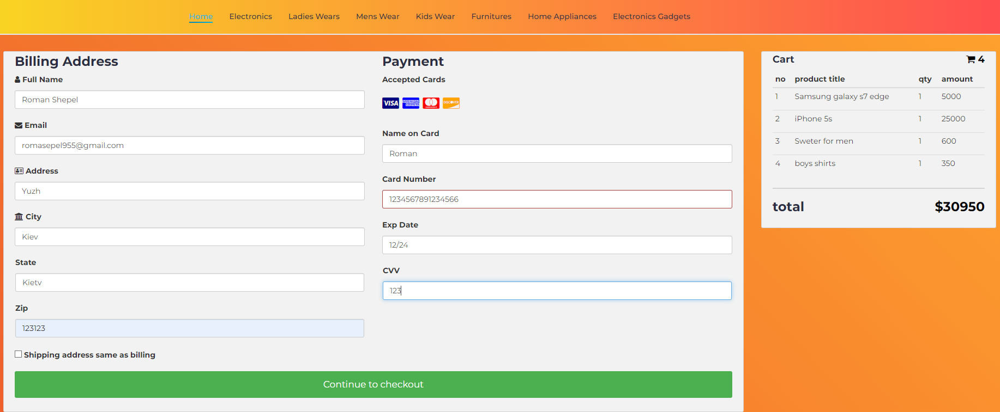 Home Electronics Ladies Wears Mens Wear Kids Wear Furnitures Home Appliances Electronics Gadgets
Billing Address
Full Name
Roman Shepel
Email
romasepel955@gmail.com
Address
Yuzh
City
Kiev
State
Kietv
Zip
123123
Shipping address same as billing
Payment
Accepted Cards
VISA AMERICAN EXPRESS DISCOVER
Name on Card
Roman
Card Number
1234567891234566
Exp Date
12/24
CVV
123
Continue to checkout
Cart 4
no product title qty amount
1 Samsung galaxy s7 edge 1 5000
2 iPhone 5s 1 25000
3 Sweter for men 1 600
4 boys shirts 1 350
total $30950